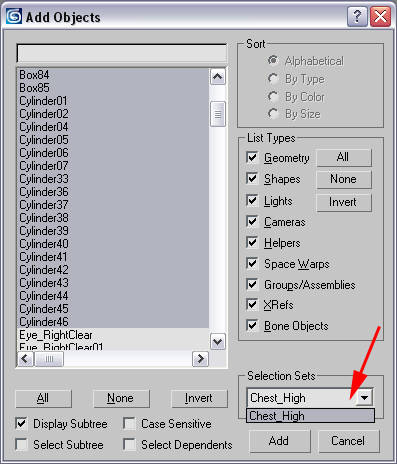 Add Objects
Box84
Box85
Cylinder01
Cylinder02
Cylinder04
Cylinder05
Cylinder06
Cylinder07
Cylinder33
Cylinder36
Cylinder37
Cylinder38
Cylinder39
Cylinder40
Cylinder41
Cylinder42
Cylinder43
Cylinder44
Cylinder45
Cylinder46
Eye_RightClear
Eye_RightClear01
All None Invert
Display Subtree Case Sensitive
Select Subtree Select Dependents
Sort
Alphabetical
By Type
By Color
By Size
List Types
Geometry All
Shapes None
Lights Invert
Cameras
Helpers
Space Warps
Groups/Assemblies
XRefs
Bone Objects
Selection Sets
Chest_High
Chest_High
Add Cancel